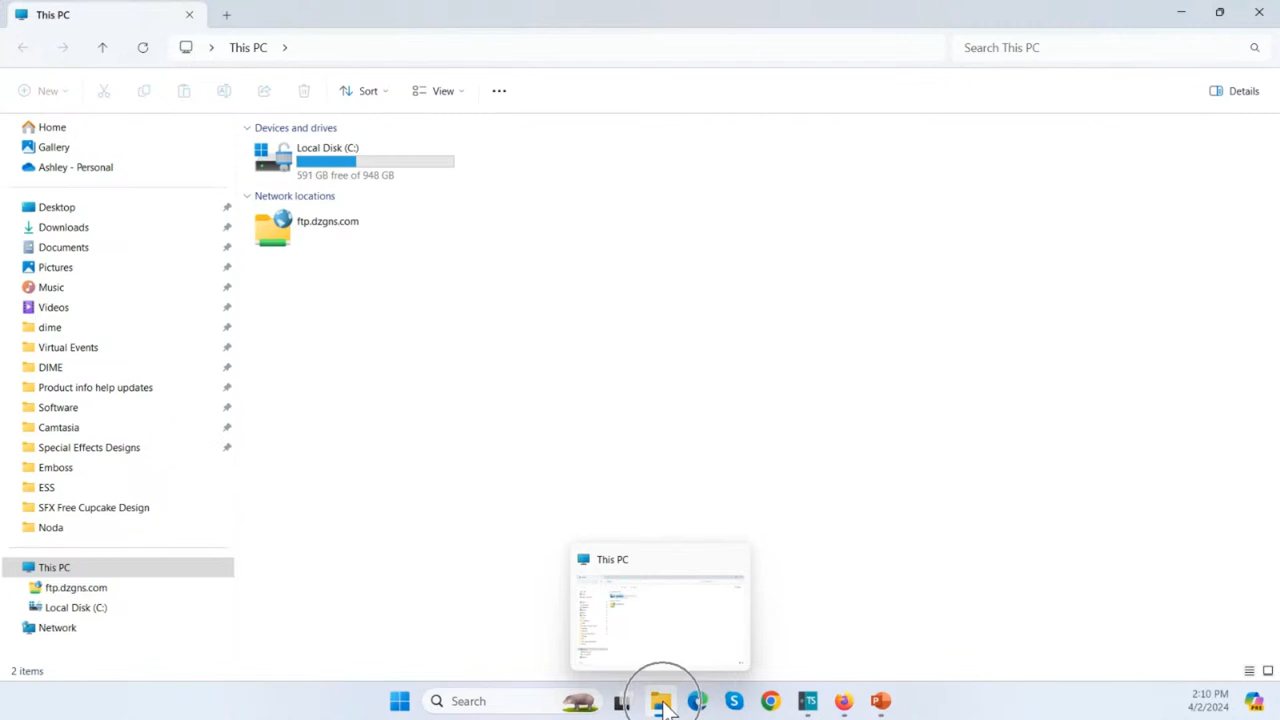 This PC
This PC
Search This PC
New
Sort
View
Details
Home
Gallery
Ashley - Personal
Desktop
Downloads
Documents
Pictures
Music
Videos
dime
Virtual Events
DIME
Product info help updates
Software
Camtasia
Special Effects Designs
Emboss
ESS
SFX Free Cupcake Design
Noda
This PC
ftp.dzgns.com
Local Disk (C:)
Network
2 items
Devices and drives
Local Disk (C:)
591 GB free of 948 GB
Network locations
ftp.dzgns.com
This PC
Search
S
TS
P
2:10 PM
4/2/2024